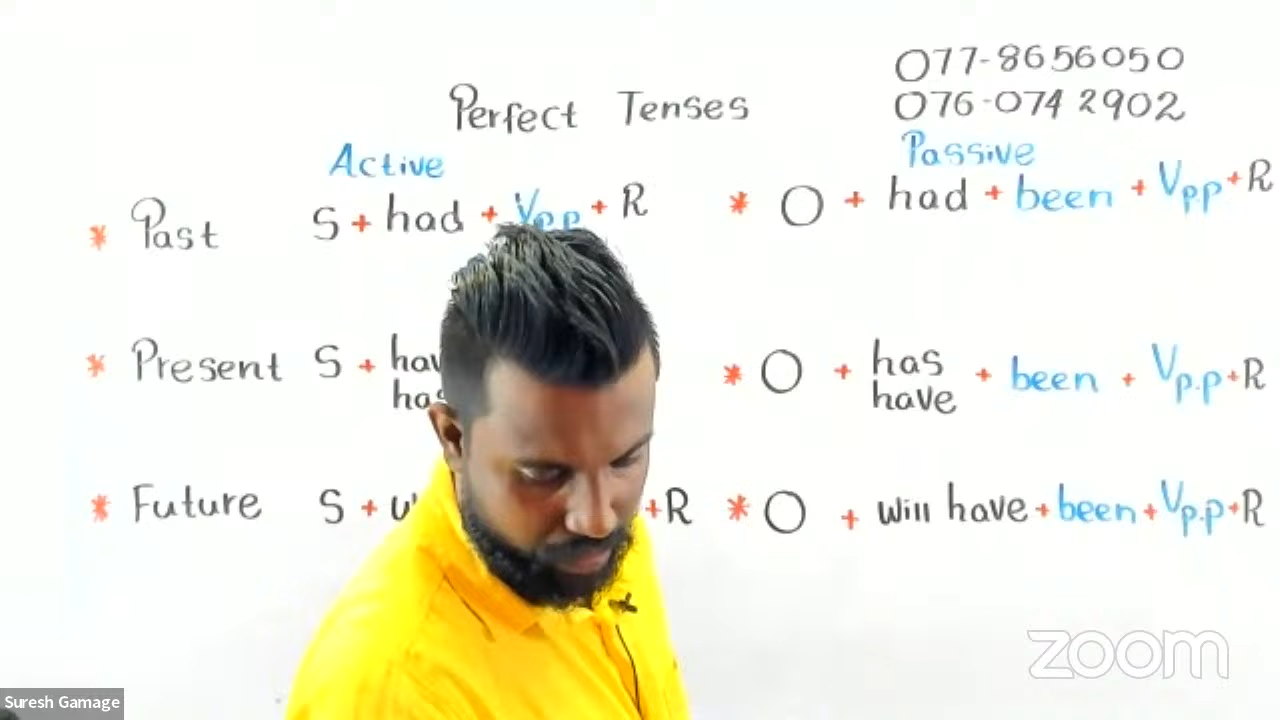 077-8656050
Perfect Tenses
076-074 2902
Active
Passive
* Past S + had + Vp.p + R * O + had + been + Vp.p + R
* Present S + * O + has have + been + Vp.p + R
* Future S + + R * O + will have + been + Vp.p + R
zoom
Suresh Gamage